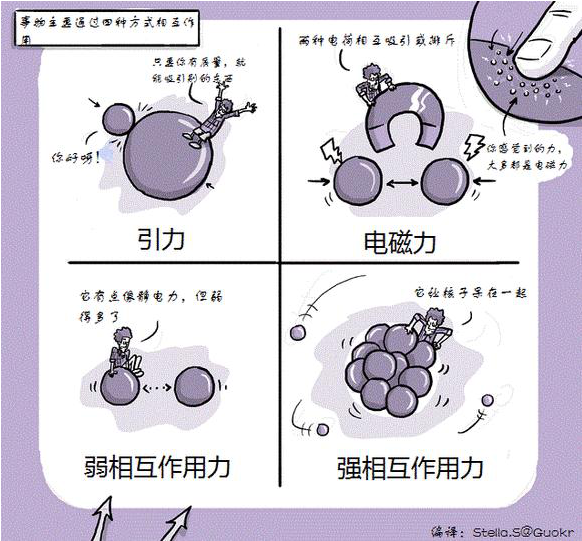 事物主要通过四种方式相互作
用
只要你有质量，就
能吸引别的东西
你好呀！
引力
两种电荷相互吸引或排斥
你感受到的力，
大多都是电磁力
电磁力
它有点像静电力，但弱
得多了
弱相互作用力
它让核子呆在一起
强相互作用力
编译：Stella.S@Guokr